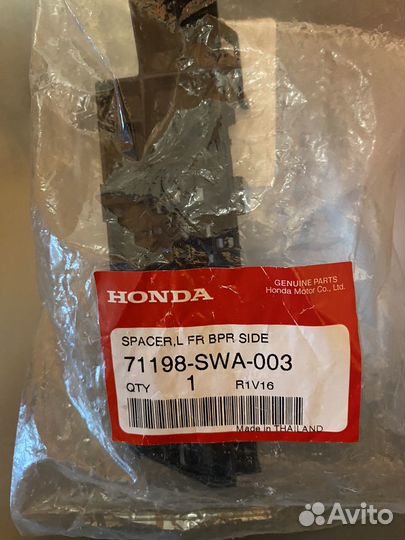 HONDA
GENUINE PARTS
Honda Motor Co., Ltd.
SPACER,L FR BPR SIDE
71198-SWA-003
QTY 1 R1V16
Made in THAILAND
Avito